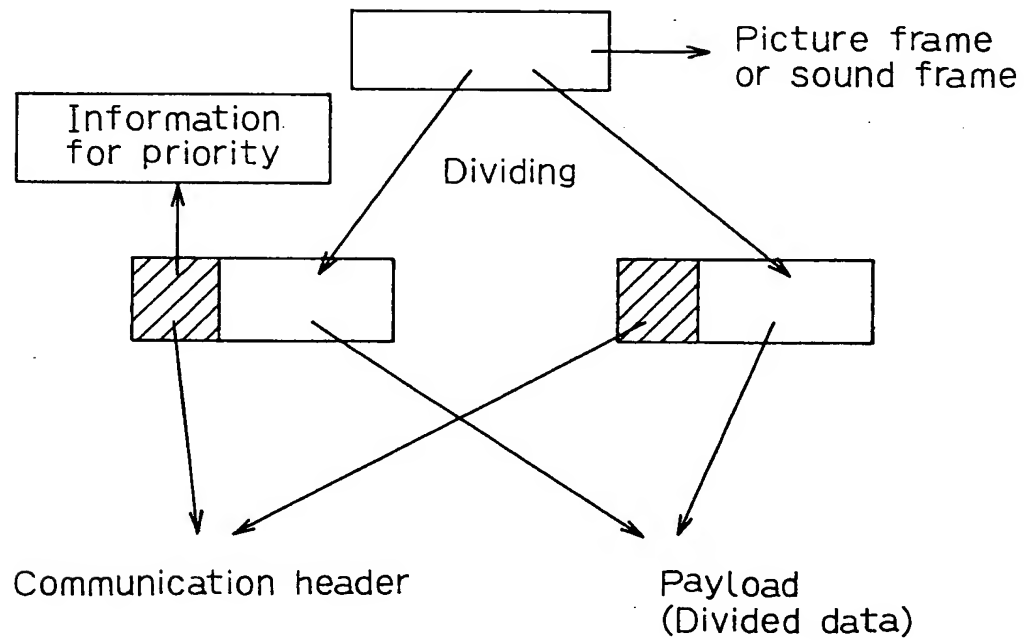 Picture frame
or sound frame
Information
for priority
Dividing
Communication header
Payload
(Divided data)